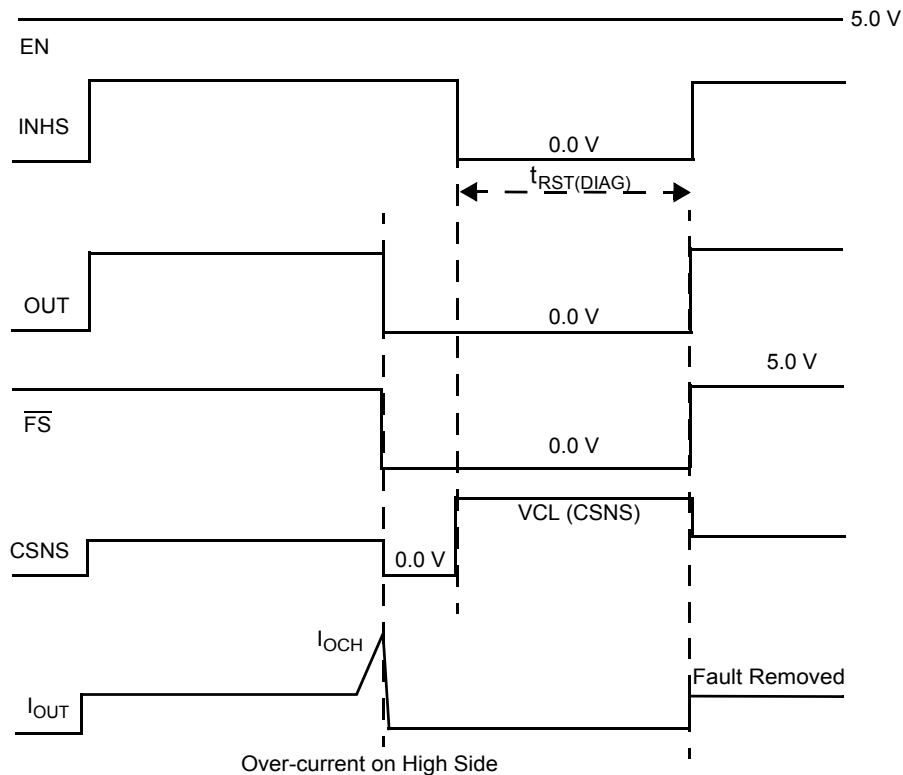 5.0 V
EN
INHS
0.0 V
tRST(DIAG)
OUT
0.0 V
5.0 V
FS
0.0 V
VCL (CSNS)
CSNS
0.0 V
IOCH
Fault Removed
IOUT
Over-current on High Side